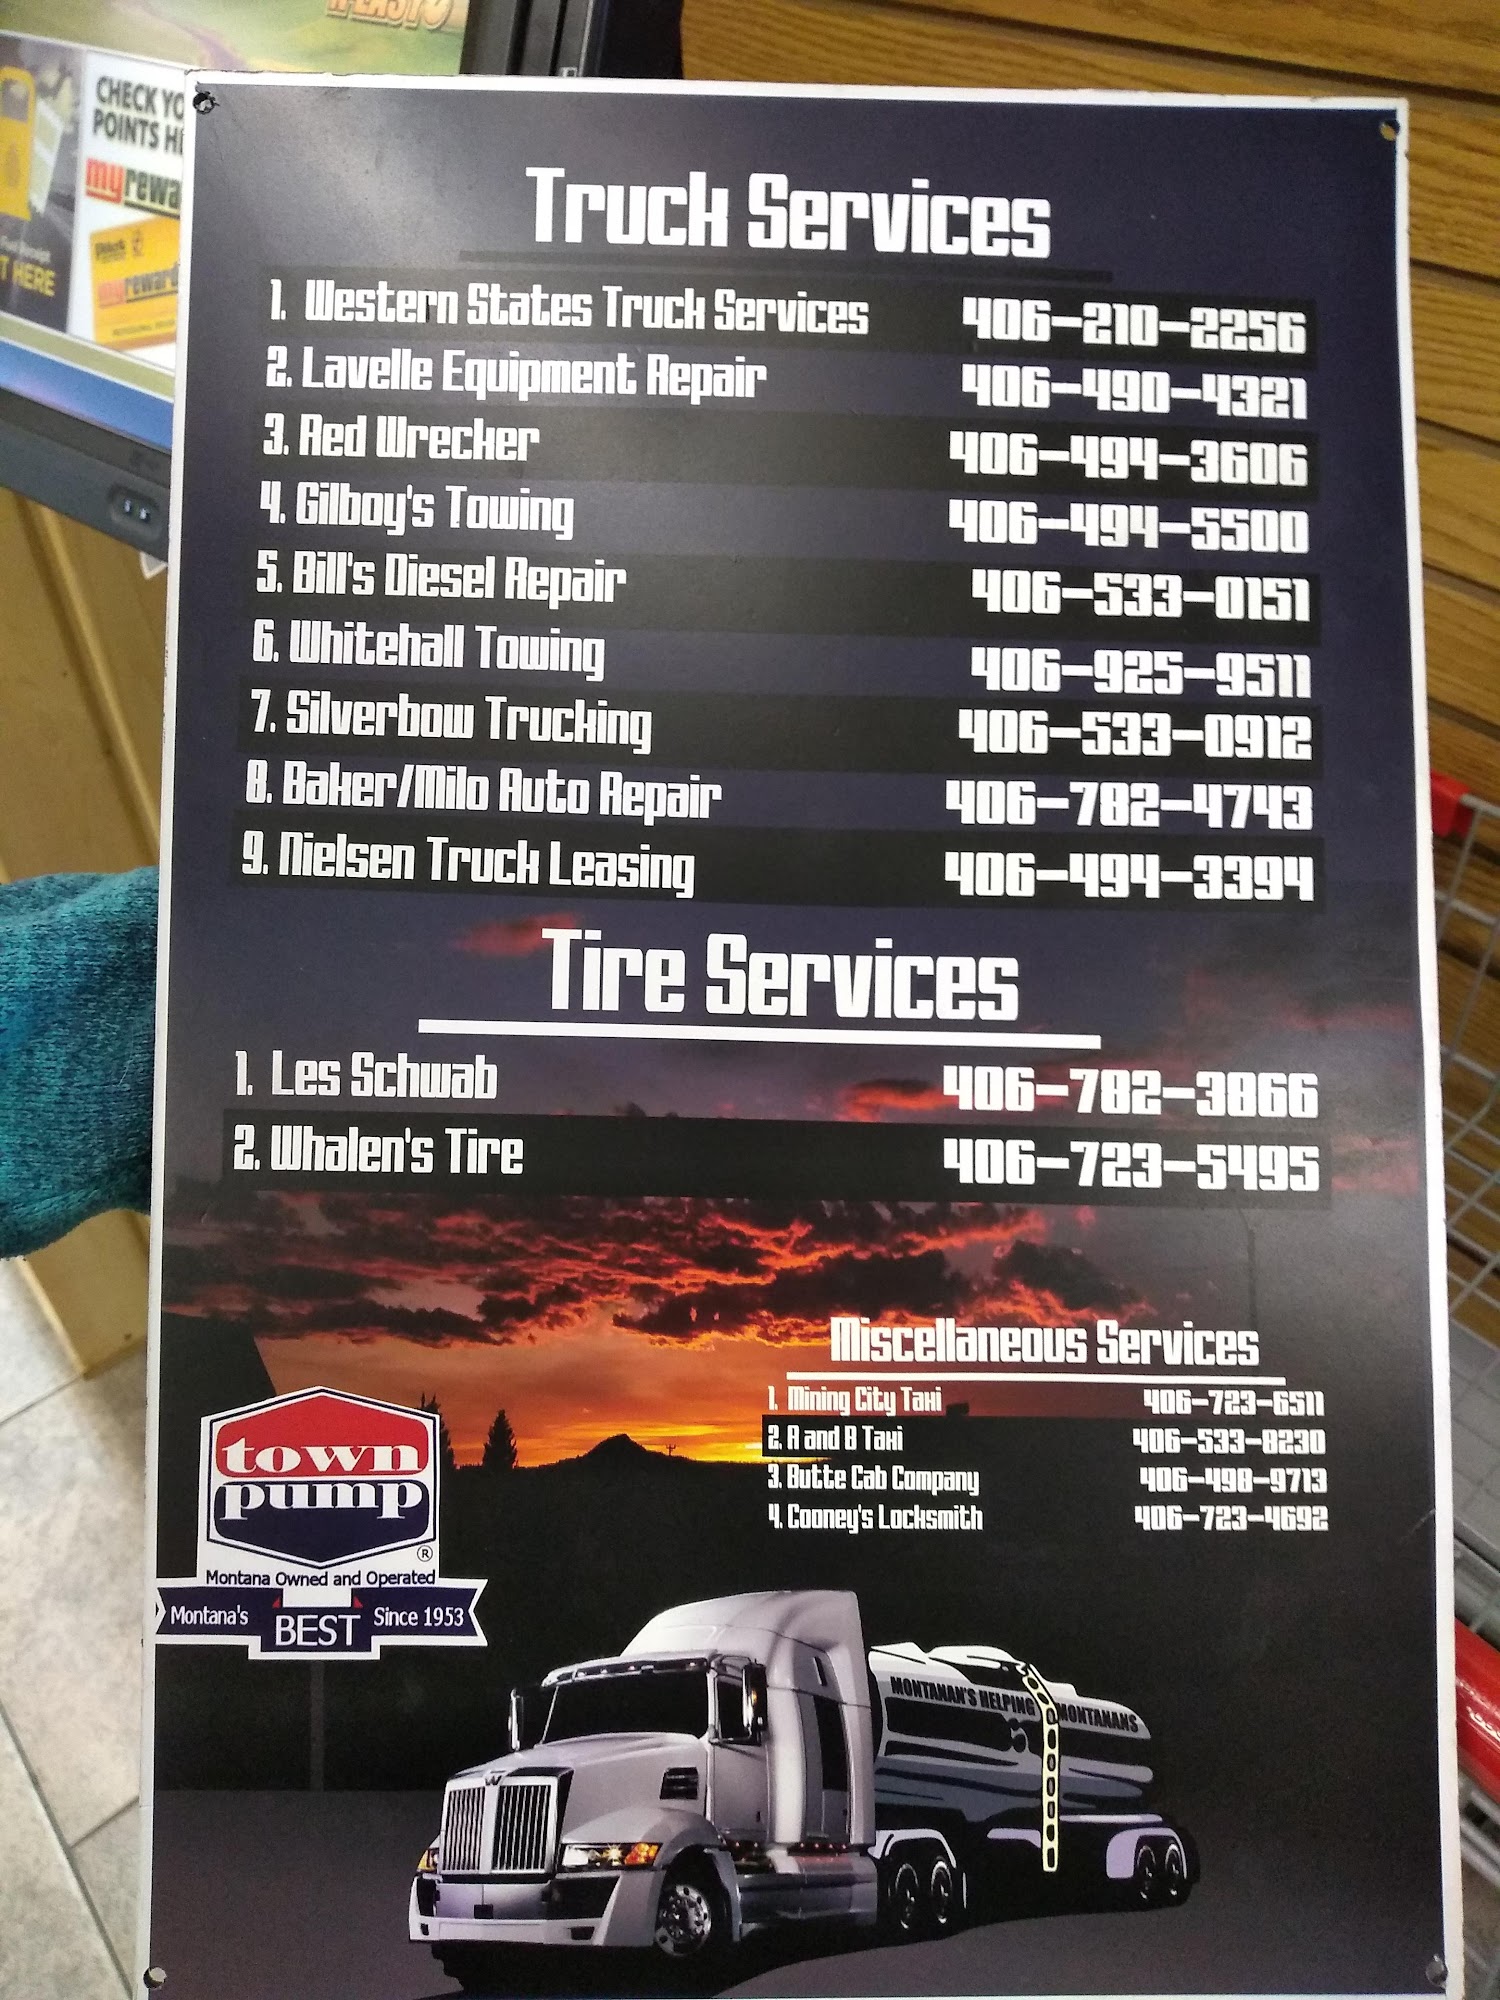 CHECK
POINTS
my
HERE
Truck Services
1. Western States Truck Services 406-210-2256
2. Lavelle Equipment Repair 406-490-4321
3. Red Wrecker 406-494-3606
4. Gilboy's Towing 406-494-5500
5. Bill's Diesel Repair 406-533-0151
6. Whitehall Towing 406-925-9511
7. Silverbow Trucking 406-533-0912
8. Baker/Milo Auto Repair 406-782-4743
9. Nielsen Truck Leasing 406-494-3394
Tire Services
1. Les Schwab 406-782-3866
2. Whalen's Tire 406-723-5495
Miscellaneous Services
1. Mining City Taxi 406-723-6511
2. A and B Taxi 406-533-8230
3. Butte Cab Company 406-498-9713
4. Cooney's Locksmith 406-723-4692
town
pump
®
Montana Owned and Operated
Montana's BEST Since 1953
MONTANAN'S HELPING MONTANANS